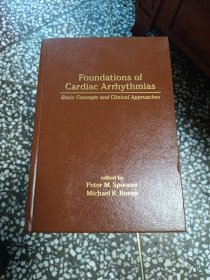 Foundations of
Cardiac Arrhythmias
Basic Concepts and Clinical Approaches
edited by
Peter M. Spooner
Michael R. Rosen